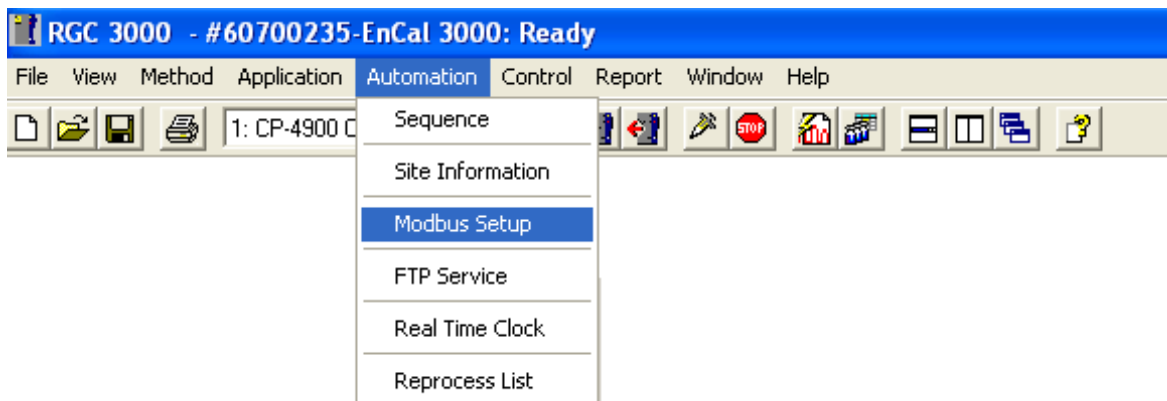 RGC 3000 - #60700235-EnCal 3000: Ready
File View Method Application Automation Control Report Window Help
1: CP-4900 C
STOP
Sequence
Site Information
Modbus Setup
FTP Service
Real Time Clock
Reprocess List